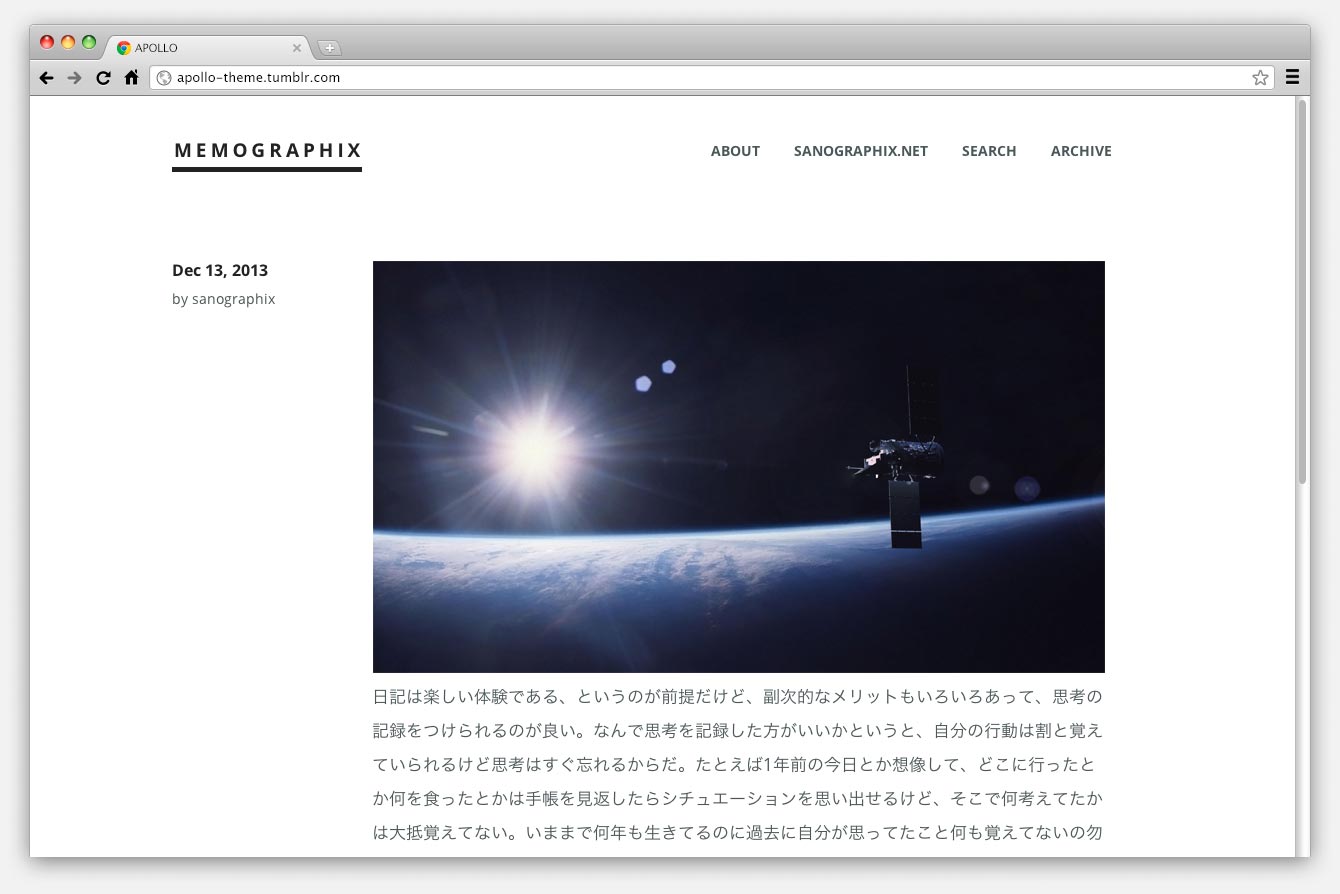 APOLLO
apollo-theme.tumblr.com
MEMOGRAPHIX
ABOUT SANOGRAPHIX.NET SEARCH ARCHIVE
Dec 13, 2013
by sanographix
日記は楽しい体験である、というのが前提だけど、副次的なメリットもいろいろあって、思考の
記録をつけられるのが良い。なんで思考を記録した方がいいかというと、自分の行動は割と覚え
ていられるけど思考はすぐ忘れるからだ。たとえば1年前の今日とか想像して、どこに行ったと
か何を食ったとかは手帳を見返したらシチュエーションを思い出せるけど、そこで何考えてたか
は大抵覚えてない。いままで何年も生きてるのに過去に自分が思ってたこと何も覚えてないの勿